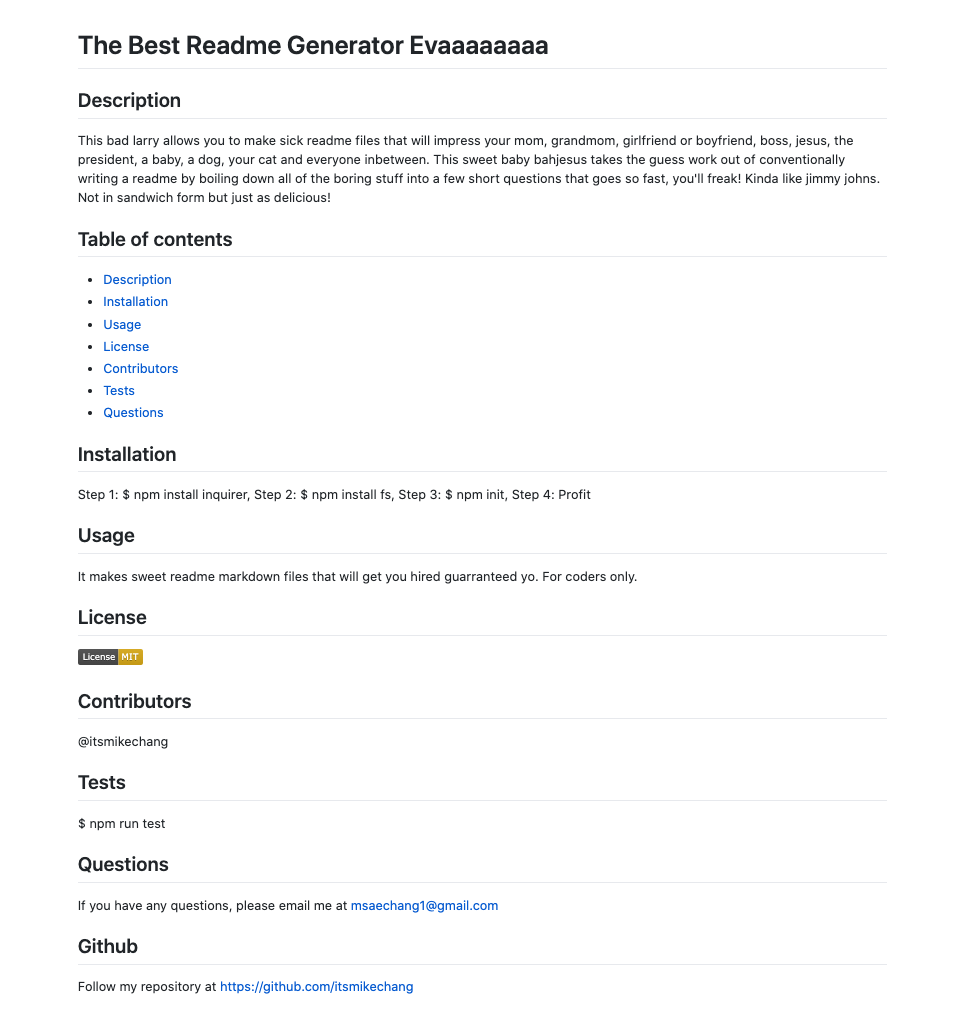 The Best Readme Generator Evaaaaaaaa
Description
This bad larry allows you to make sick readme files that will impress your mom, grandmom, girlfriend or boyfriend, boss, jesus, the
president, a baby, a dog, your cat and everyone inbetween. This sweet baby bahjesus takes the guess work out of conventionally
writing a readme by boiling down all of the boring stuff into a few short questions that goes so fast, you'll freak! Kinda like jimmy johns.
Not in sandwich form but just as delicious!
Table of contents
Description
Installation
Usage
License
Contributors
Tests
Questions
Installation
Step 1: $ npm install inquirer, Step 2: $ npm install fs, Step 3: $ npm init, Step 4: Profit
Usage
It makes sweet readme markdown files that will get you hired guarranteed yo. For coders only.
License
License MIT
Contributors
@itsmikechang
Tests
$ npm run test
Questions
If you have any questions, please email me at msaechang1@gmail.com
Github
Follow my repository at https://github.com/itsmikechang